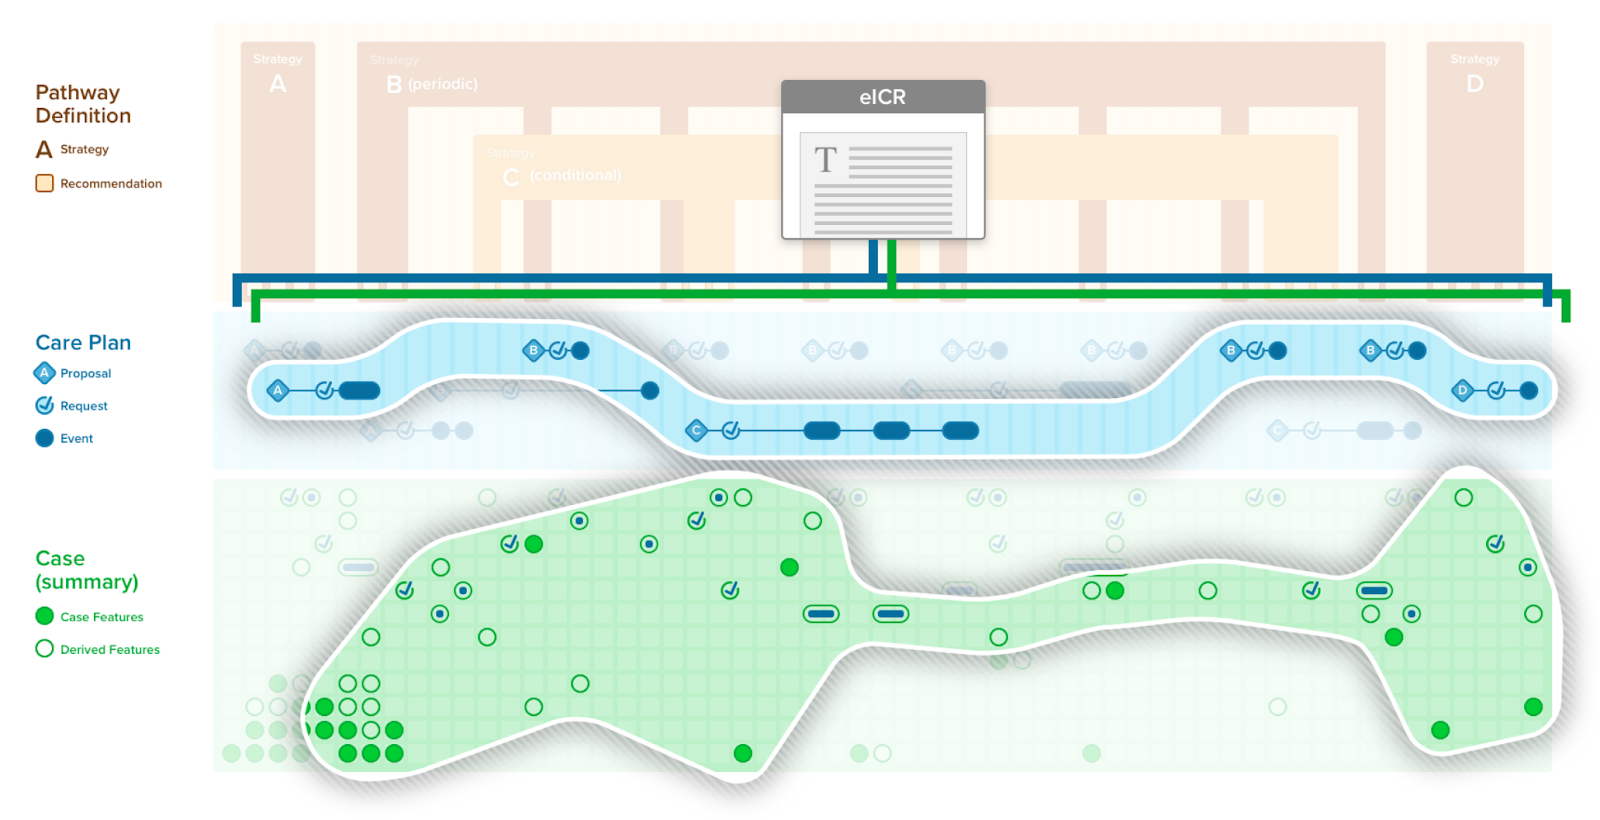 Strategy
A
Strategy
B (periodic)
Strategy
D
eICR
T
Strategy
C (conditional)
Pathway
Definition
A Strategy
Recommendation
Care Plan
A Proposal
Request
Event
A
B
B
B
B
B
B
B
A
A
D
A
C
C
Case
(summary)
Case Features
Derived Features